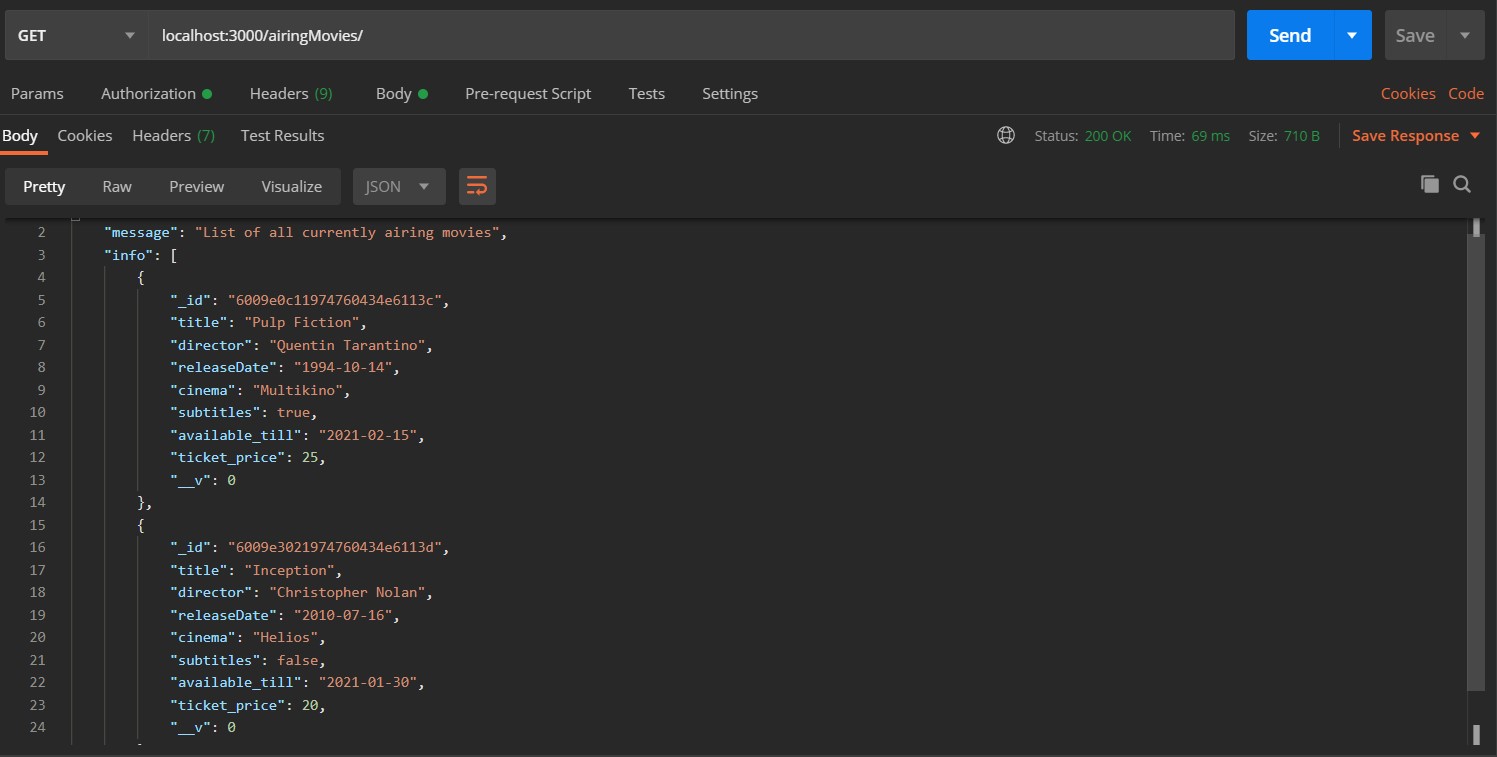 GET localhost:3000/airingMovies/ Send Save
Params Authorization Headers (9) Body Pre-request Script Tests Settings Cookies Code
Body Cookies Headers (7) Test Results Status: 200 OK Time: 69 ms Size: 710 B Save Response
Pretty Raw Preview Visualize JSON
2 "message": "List of all currently airing movies",
3 "info": [
4 {
5 "_id": "6009e0c11974760434e6113c",
6 "title": "Pulp Fiction",
7 "director": "Quentin Tarantino",
8 "releaseDate": "1994-10-14",
9 "cinema": "Multikino",
10 "subtitles": true,
11 "available_till": "2021-02-15",
12 "ticket_price": 25,
13 "__v": 0
14 },
15 {
16 "_id": "6009e3021974760434e6113d",
17 "title": "Inception",
18 "director": "Christopher Nolan",
19 "releaseDate": "2010-07-16",
20 "cinema": "Helios",
21 "subtitles": false,
22 "available_till": "2021-01-30",
23 "ticket_price": 20,
24 "__v": 0